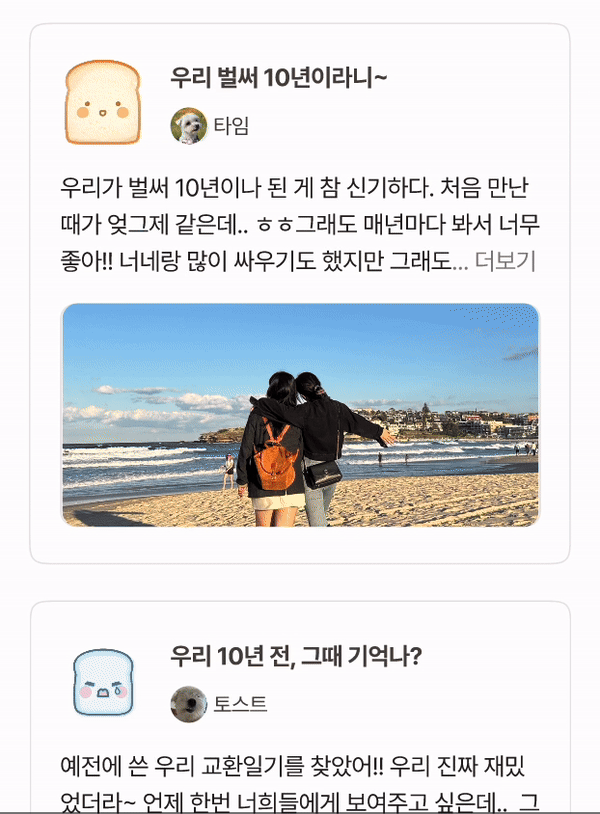 우리 벌써 10년이라니~
타임
우리가 벌써 10년이나 된 게 참 신기하다. 처음 만난
때가 엊그제 같은데.. ㅎㅎ그래도 매년마다 봐서 너무
좋아!! 너네랑 많이 싸우기도 했지만 그래도... 더보기
우리 10년 전, 그때 기억나?
토스트
예전에 쓴 우리 교환일기를 찾았어!! 우리 진짜 재밌
었더라~ 언제 한번 너희들에게 보여주고 싶은데.. 그